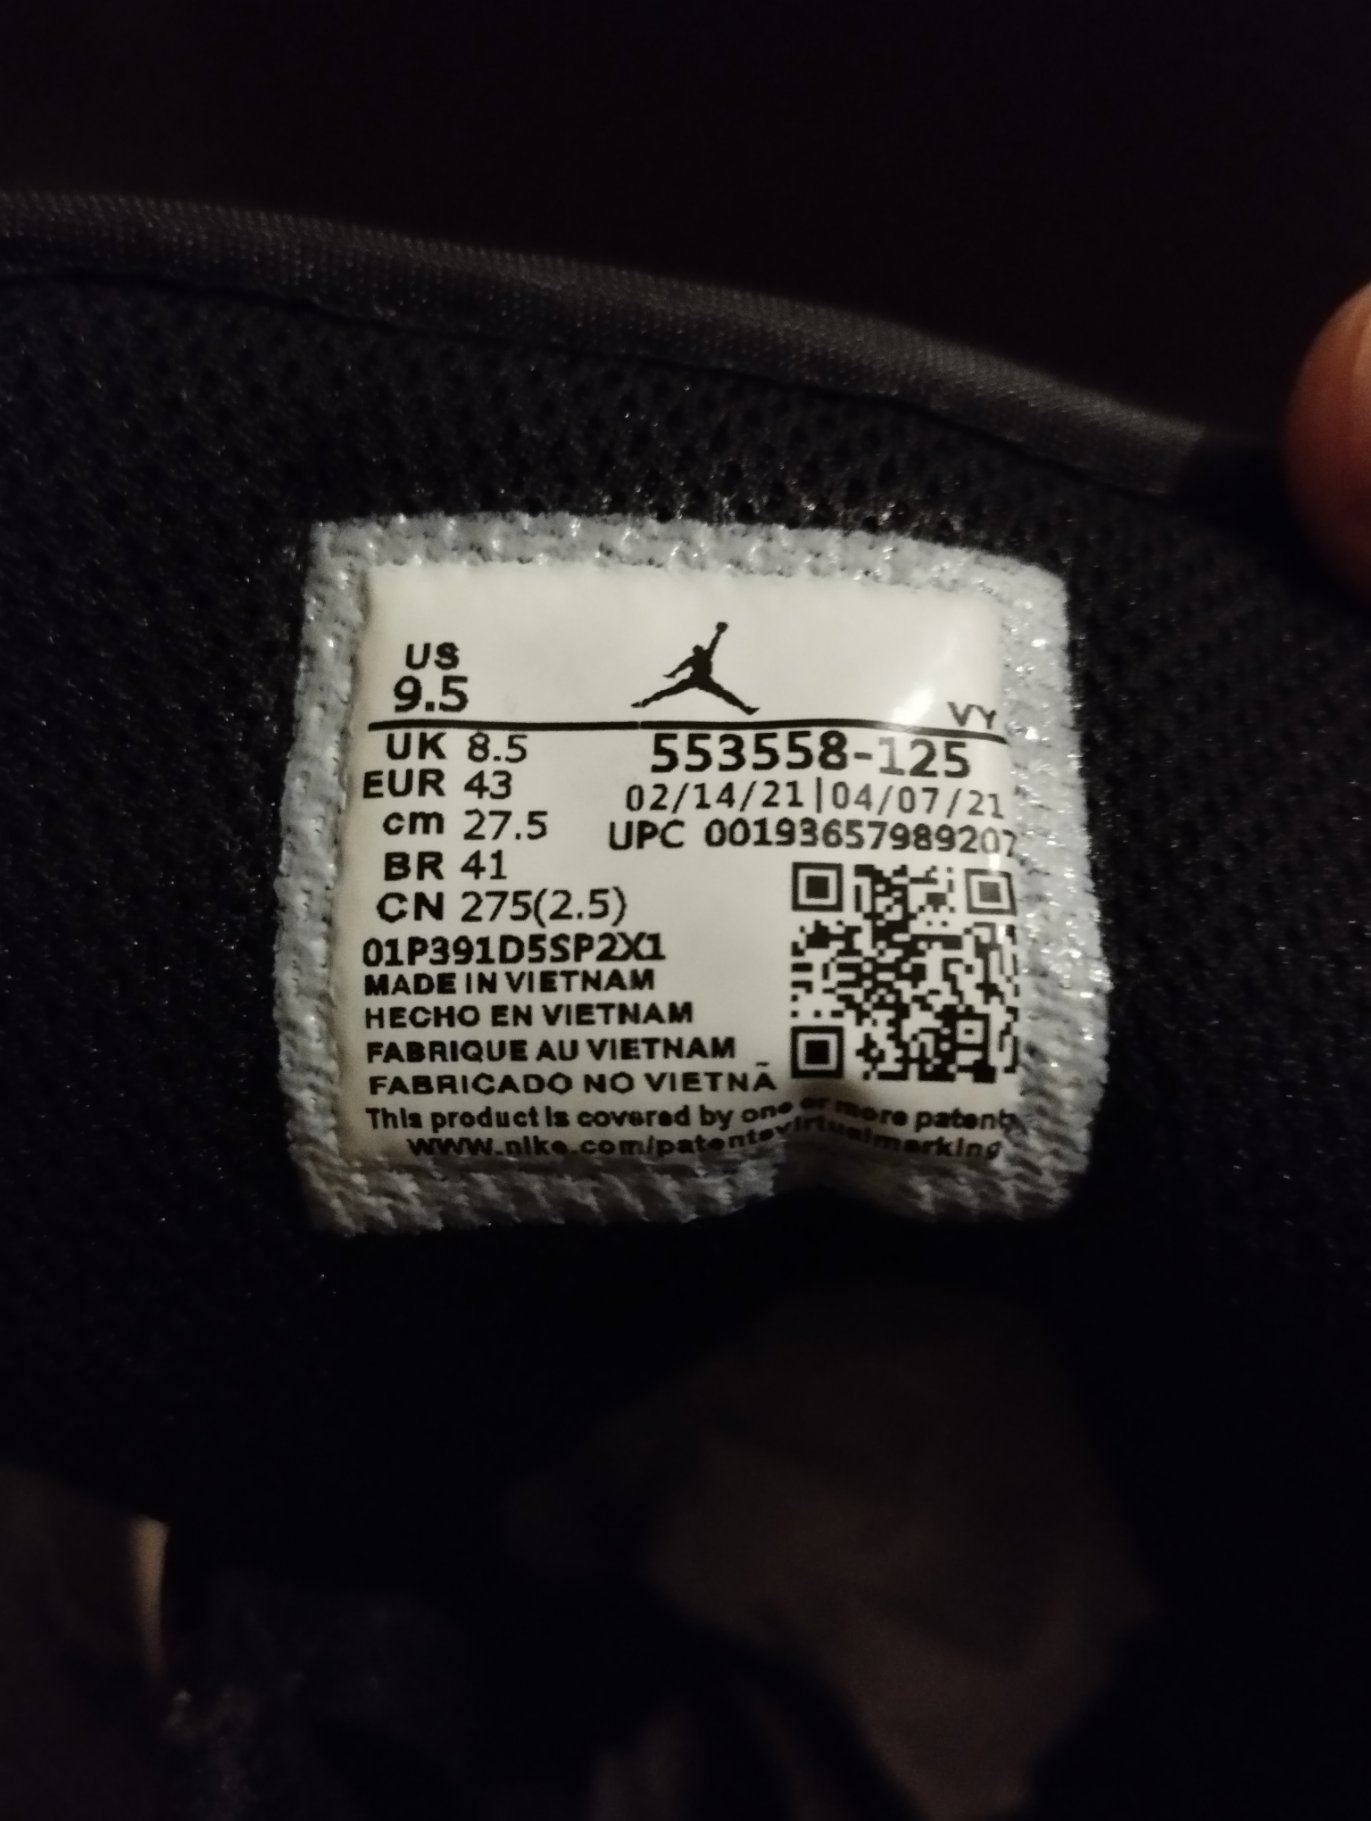 US
9.5
VY
UK 8.5
553558-125
EUR 43
02/14/21|04/07/21
cm 27.5
UPC 00193657989207
BR 41
CN 275(2.5)
01P391D5SP2X1
MADE IN VIETNAM
HECHO EN VIETNAM
FABRIQUE AU VIETNAM
FABRICADO NO VIETNÃ
This product is covered by one or more patents
www.nike.com/patentsvirtualmarking